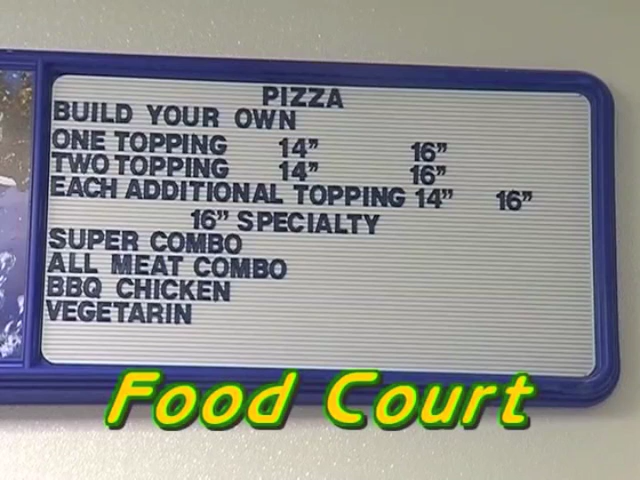 PIZZA
BUILD YOUR OWN
ONE TOPPING 14” 16”
TWO TOPPING 14” 16”
EACH ADDITIONAL TOPPING 14” 16”
16” SPECIALTY
SUPER COMBO
ALL MEAT COMBO
BBQ CHICKEN
VEGETARIN
Food Court